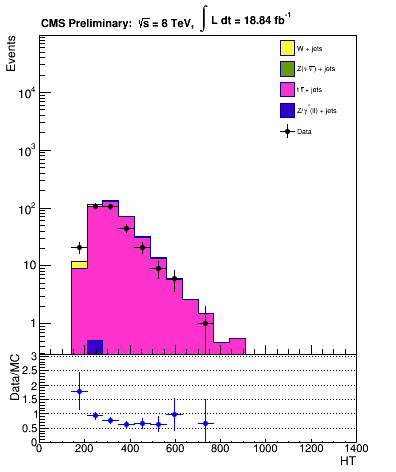 CMS Preliminary: √s = 8 TeV, ∫ L dt = 18.84 fb⁻¹
Events
W + jets
Z(ν ν̅) + jets
t t̅ + jets
Z/γ*(ll) + jets
Data
10⁴
10³
10²
10
1
Data/MC
3
2.5
2
1.5
1
0.5
0
0 200 400 600 800 1000 1200 1400
HT